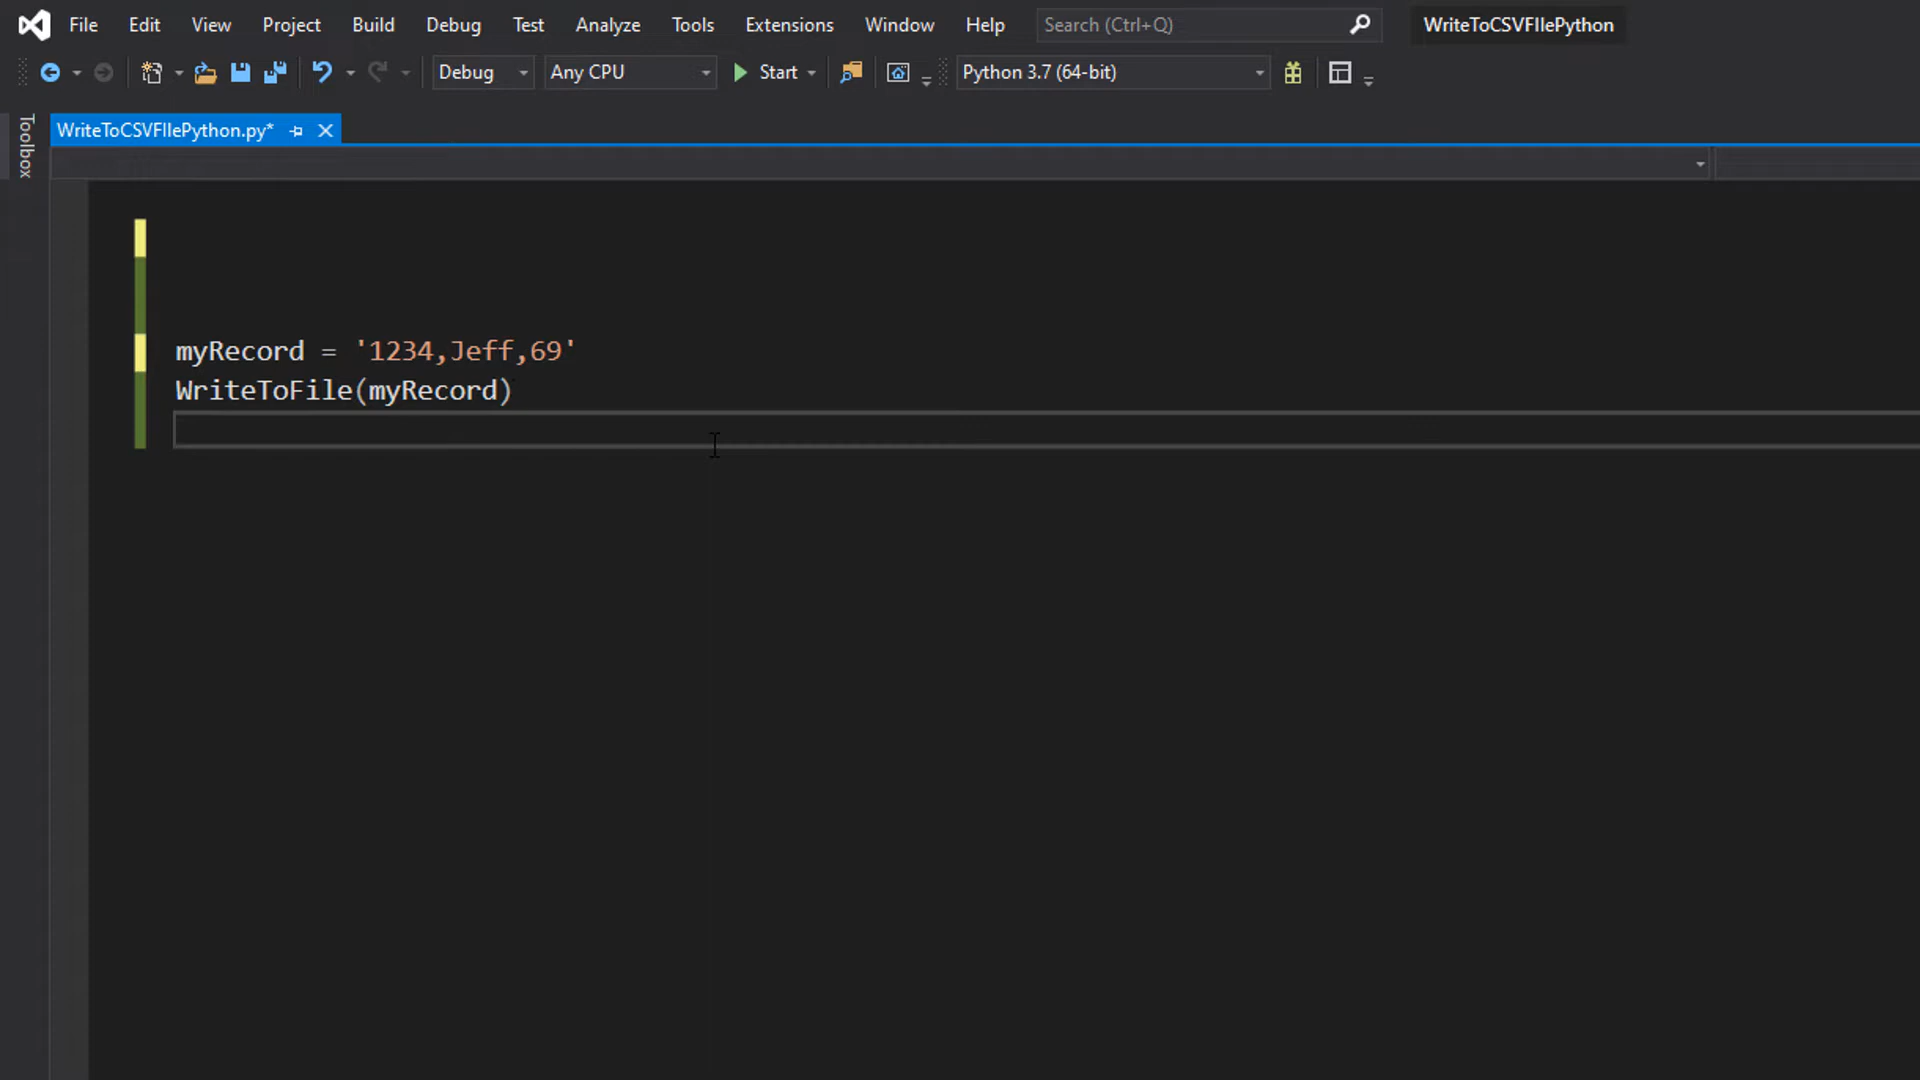 File Edit View Project Build Debug Test Analyze Tools Extensions Window Help Search (Ctrl+Q) WriteToCSVFIlePython
Debug Any CPU Start Python 3.7 (64-bit)
Toolbox
WriteToCSVFIlePython.py*
myRecord = '1234,Jeff,69'
WriteToFile(myRecord)